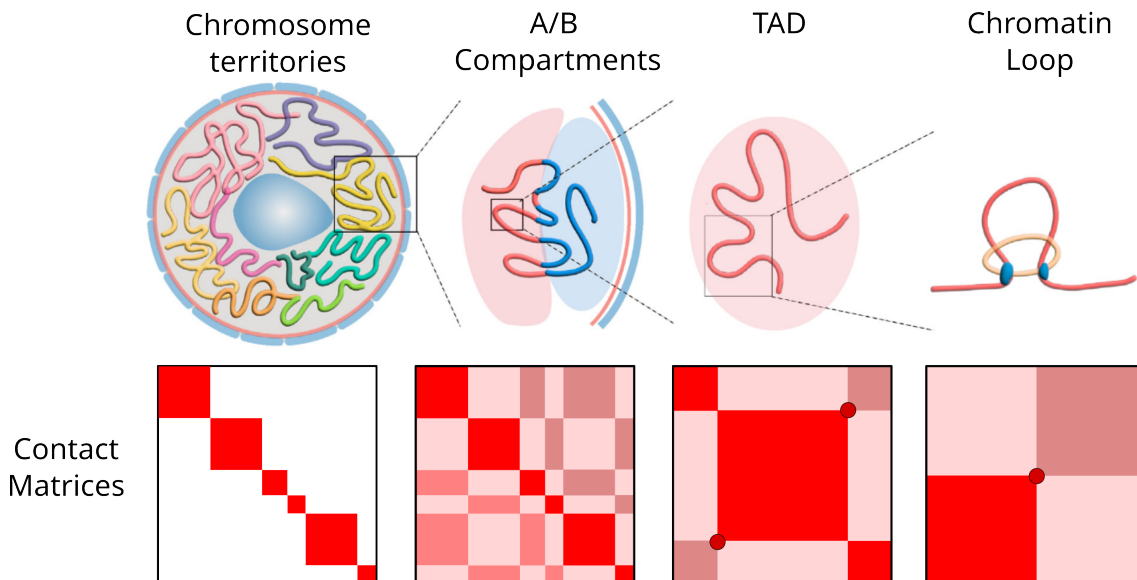 Chromosome
territories
A/B
Compartments
TAD
Chromatin
Loop
Contact
Matrices